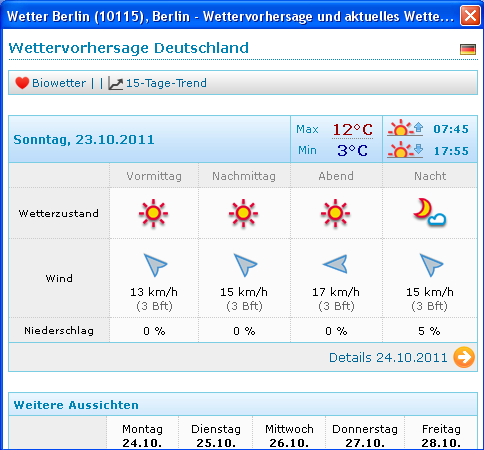 Wetter Berlin (10115), Berlin - Wettervorhersage und aktuelles Wette...
Wettervorhersage Deutschland
Biowetter | | 15-Tage-Trend
Sonntag, 23.10.2011 Max 12°C 07:45
Min 3°C 17:55
Vormittag Nachmittag Abend Nacht
Wetterzustand
Wind
13 km/h 15 km/h 17 km/h 15 km/h
(3 Bft) (3 Bft) (3 Bft) (3 Bft)
Niederschlag 0 % 0 % 0 % 5 %
Details 24.10.2011
Weitere Aussichten
Montag Dienstag Mittwoch Donnerstag Freitag
24.10. 25.10. 26.10. 27.10. 28.10.